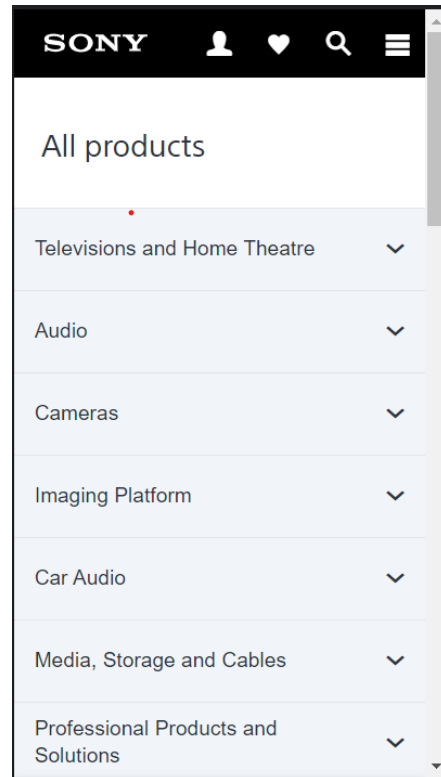 SONY
All products
Televisions and Home Theatre
Audio
Cameras
Imaging Platform
Car Audio
Media, Storage and Cables
Professional Products and
Solutions